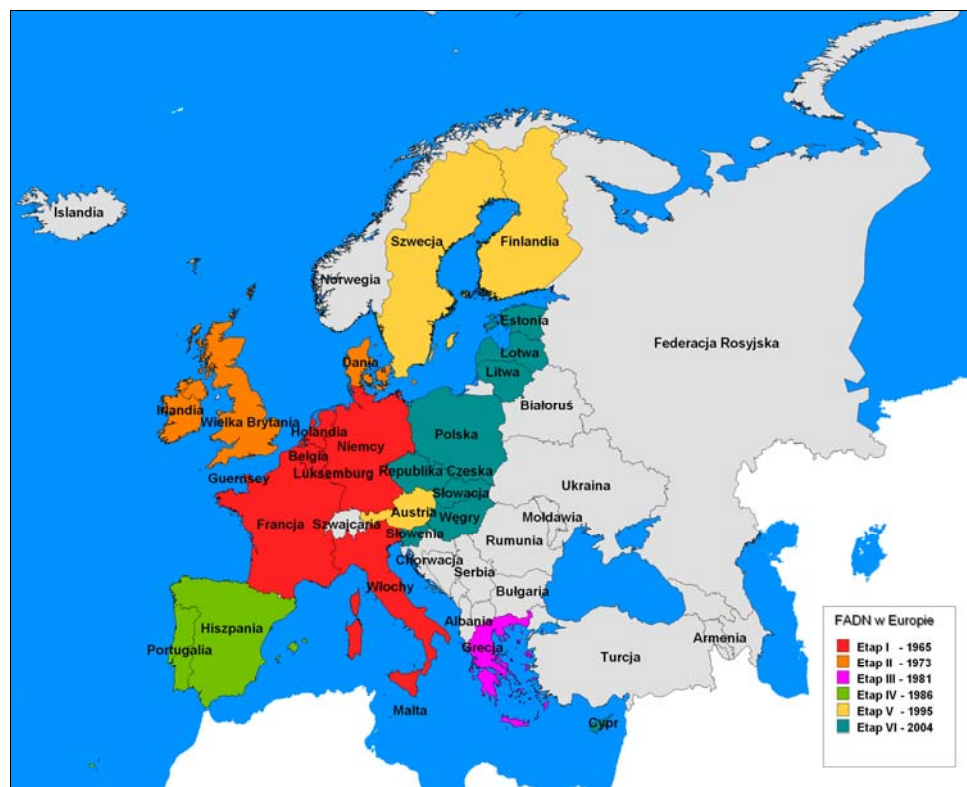 Islandia
Szwecja
Finlandia
Norwegia
Estonia
Łotwa
Litwa
Federacja Rosyjska
Dania
Białoruś
Irlandia
Wielka Brytania
Holandia
Niemcy
Polska
Belgia
Luksemburg
Republika Czeska
Guernsey
Ukraina
Słowacja
Austria
Węgry
Francja
Szwajcaria
Mołdawia
Słowenia
Rumunia
Chorwacja
Serbia
Włochy
Bułgaria
Hiszpania
Albania
Portugalia
Grecja
Turcja
Armenia
Malta
Cypr
FADN w Europie
Etap I - 1965
Etap II - 1973
Etap III - 1981
Etap IV - 1986
Etap V - 1995
Etap VI - 2004